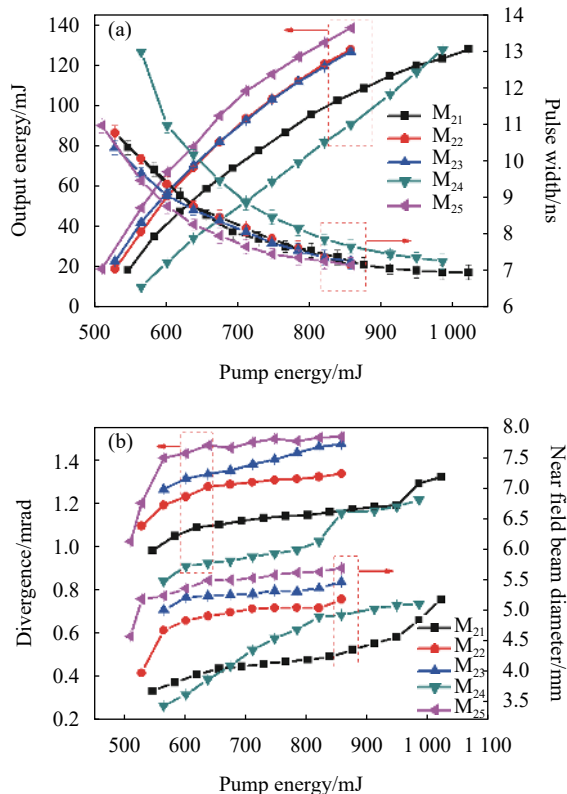 (a)
140
120
100
80
60
40
20
0
Output energy/mJ
14
13
12
11
10
9
8
7
6
Pulse width/ns
M21
M22
M23
M24
M25
500
600
700
800
900
1 000
Pump energy/mJ
(b)
1.4
1.2
1.0
0.8
0.6
0.4
0.2
Divergence/mrad
8.0
7.5
7.0
6.5
6.0
5.5
5.0
4.5
4.0
3.5
Near field beam diameter/mm
M21
M22
M23
M24
M25
500
600
700
800
900
1 000
1 100
Pump energy/mJ